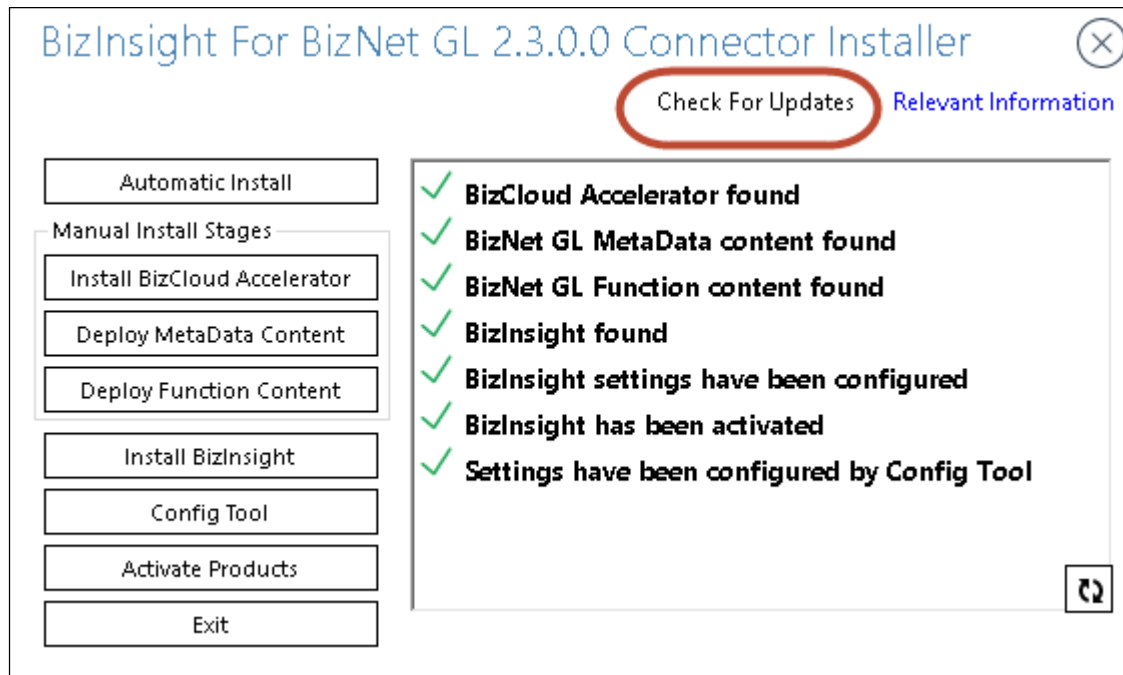 BizInsight For BizNet GL 2.3.0.0 Connector Installer
Check For Updates
Relevant Information
Automatic Install
Manual Install Stages
Install BizCloud Accelerator
Deploy MetaData Content
Deploy Function Content
Install BizInsight
Config Tool
Activate Products
Exit
BizCloud Accelerator found
BizNet GL MetaData content found
BizNet GL Function content found
BizInsight found
BizInsight settings have been configured
BizInsight has been activated
Settings have been configured by Config Tool